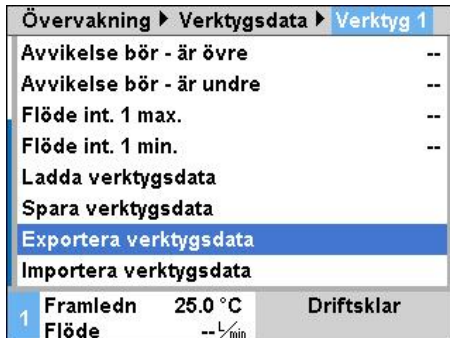 Övervakning ▶ Verktygsdata ▶ Verktyg 1
Avvikelse bör - är övre --
Avvikelse bör - är undre --
Flöde int. 1 max. --
Flöde int. 1 min. --
Ladda verktygsdata
Spara verktygsdata
Exportera verktygsdata
Importera verktygsdata
1 Framledn 25.0 °C Driftsklar
Flöde -- L/min